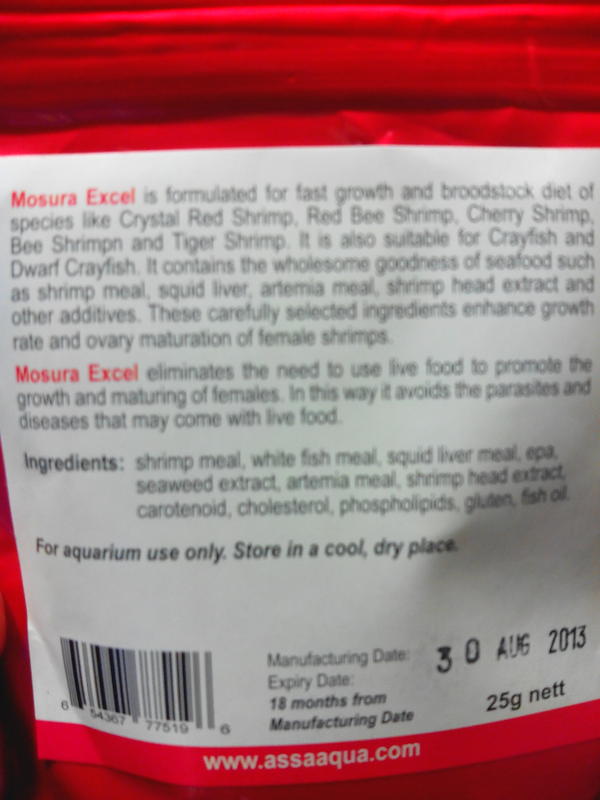 Mosura Excel is formulated for fast growth and broodstock diet of
species like Crystal Red Shrimp, Red Bee Shrimp, Cherry Shrimp,
Bee Shrimpn and Tiger Shrimp. It is also suitable for Crayfish and
Dwarf Crayfish. It contains the wholesome goodness of seafood such
as shrimp meal, squid liver, artemia meal, shrimp head extract and
other additives. These carefully selected ingredients enhance growth
rate and ovary maturation of female shrimps.
Mosura Excel eliminates the need to use live food to promote the
growth and maturing of females. In this way it avoids the parasites and
diseases that may come with live food.
Ingredients: shrimp meal, white fish meal, squid liver meal, epa,
seaweed extract, artemia meal, shrimp head extract,
carotenoid, cholesterol, phospholipids, gluten, fish oil.
For aquarium use only. Store in a cool, dry place.
Manufacturing Date: 30 AUG 2013
Expiry Date:
18 months from
Manufacturing Date
25g nett
6 54367 77519 6
www.assaaqua.com